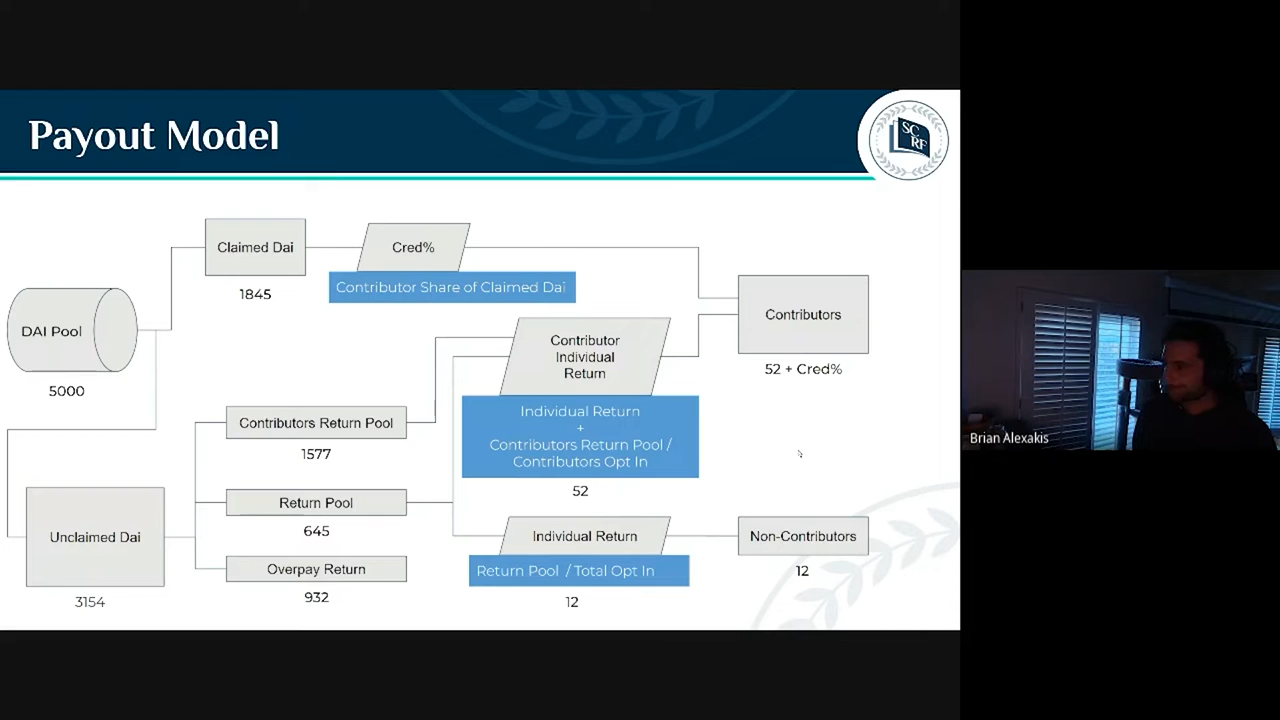 Payout Model
SC
RF
Claimed Dai
1845
Cred%
Contributor Share of Claimed Dai
DAI Pool
5000
Contributor
Individual
Return
Individual Return
+
Contributors Return Pool /
Contributors Opt In
52
Contributors
52 + Cred%
Contributors Return Pool
1577
Return Pool
645
Overpay Return
932
Unclaimed Dai
3154
Individual Return
Return Pool / Total Opt In
12
Non-Contributors
12
Brian Alexakis